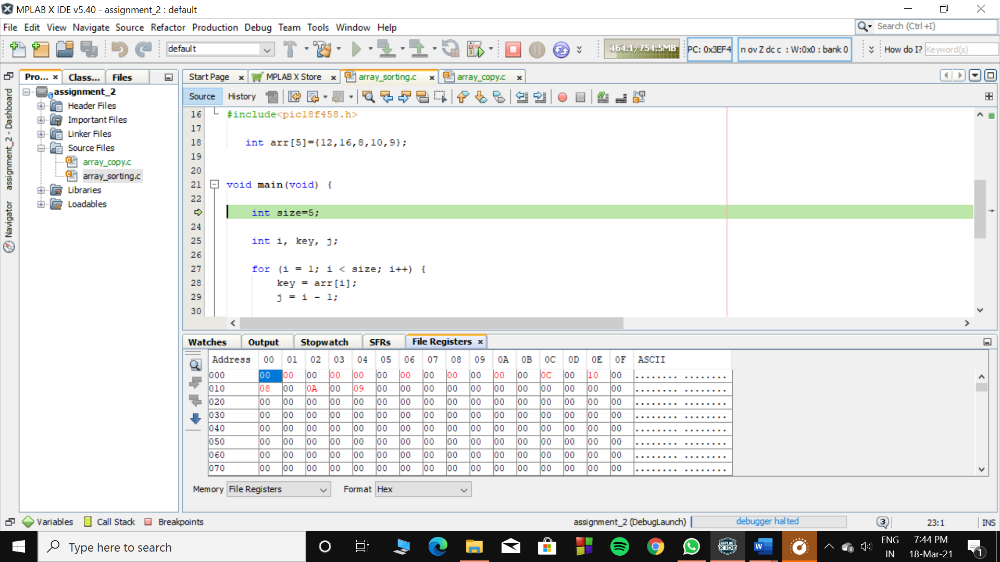 MPLAB X IDE v5.40 - assignment_2 : default
File Edit View Navigate Source Refactor Production Debug Team Tools Window Help
Search (Ctrl+I)
default
464.1/754.5MB
PC: 0x3EF4
n ov Z dc c : W:0x0 : bank 0
How do I?
Keyword(s)
Pro... Class... Files
Start Page MPLAB X Store array_sorting.c array_copy.c
Source History
assignment_2 - Dashboard
Navigator
assignment_2
Header Files
Important Files
Linker Files
Source Files
array_copy.c
array_sorting.c
Libraries
Loadables
16 #include<pic18f458.h>
17
18 int arr[5]={12,16,8,10,9};
19
20
21 void main(void) {
22
int size=5;
24
25 int i, key, j;
26
27 for (i = 1; i < size; i++) {
28 key = arr[i];
29 j = i - 1;
30
Watches Output Stopwatch SFRs File Registers
Address 00 01 02 03 04 05 06 07 08 09 0A 0B 0C 0D 0E 0F ASCII
000 00 00 00 00 00 00 00 00 00 00 00 00 0C 00 10 00 ........ ........
010 08 00 0A 00 09 00 00 00 00 00 00 00 00 00 00 00 ........ ........
020 00 00 00 00 00 00 00 00 00 00 00 00 00 00 00 00 ........ ........
030 00 00 00 00 00 00 00 00 00 00 00 00 00 00 00 00 ........ ........
040 00 00 00 00 00 00 00 00 00 00 00 00 00 00 00 00 ........ ........
050 00 00 00 00 00 00 00 00 00 00 00 00 00 00 00 00 ........ ........
060 00 00 00 00 00 00 00 00 00 00 00 00 00 00 00 00 ........ ........
070 00 00 00 00 00 00 00 00 00 00 00 00 00 00 00 00 ........ ........
Memory File Registers Format Hex
Variables Call Stack Breakpoints
assignment_2 (DebugLaunch) debugger halted 3 23:1 INS
Type here to search
MPLAB X IDE
W
ENG
IN
7:44 PM
18-Mar-21
1